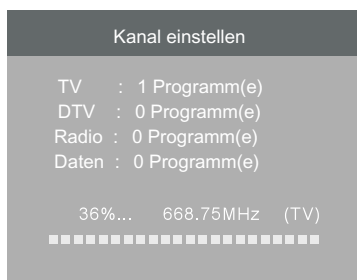 Kanal einstellen
TV : 1 Programm(e)
DTV : 0 Programm(e)
Radio : 0 Programm(e)
Daten : 0 Programm(e)
36%... 668.75MHz (TV)